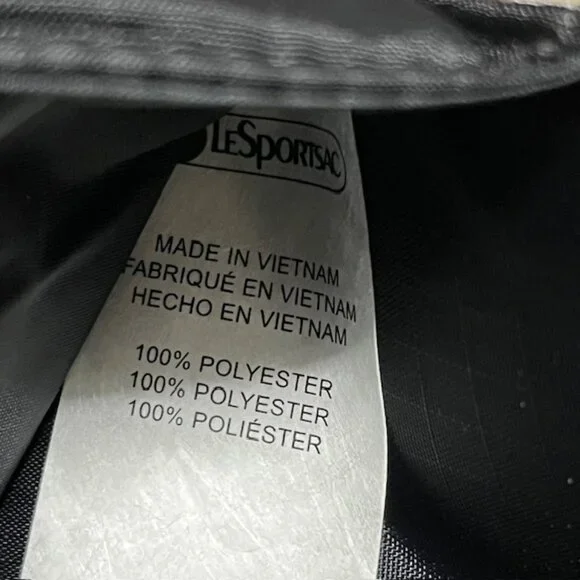 LeSportsac
MADE IN VIETNAM
FABRIQUÉ EN VIETNAM
HECHO EN VIETNAM
100% POLYESTER
100% POLYESTER
100% POLIÉSTER